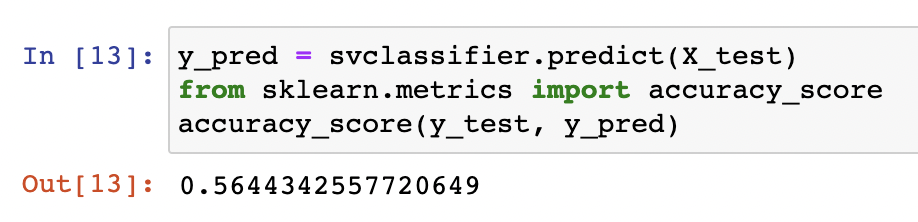 In [13]: y_pred = svclassifier.predict(X_test)
from sklearn.metrics import accuracy_score
accuracy_score(y_test, y_pred)
Out[13]: 0.5644342557720649